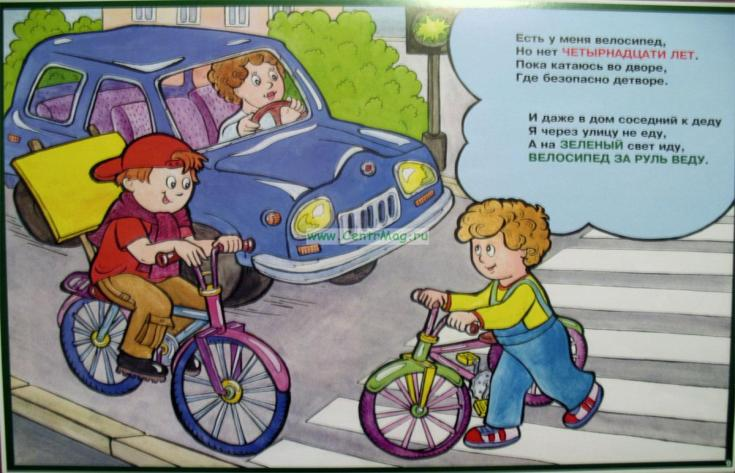 Есть у меня велосипед,
Но нет ЧЕТЫРНАДЦАТИ ЛЕТ.
Пока катаюсь во дворе,
Где безопасно детворе.
И даже в дом соседний к деду
Я через улицу не еду,
А на ЗЕЛЕНЫЙ свет иду,
ВЕЛОСИПЕД ЗА РУЛЬ ВЕДУ.
www.CentrMag.ru